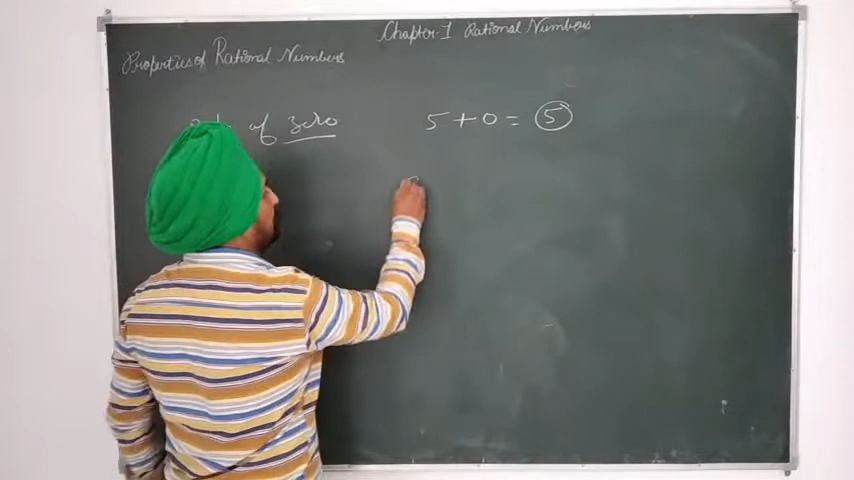 Chapter-1 Rational Numbers
Properties of Rational Numbers
of zero
5 + 0 = 5